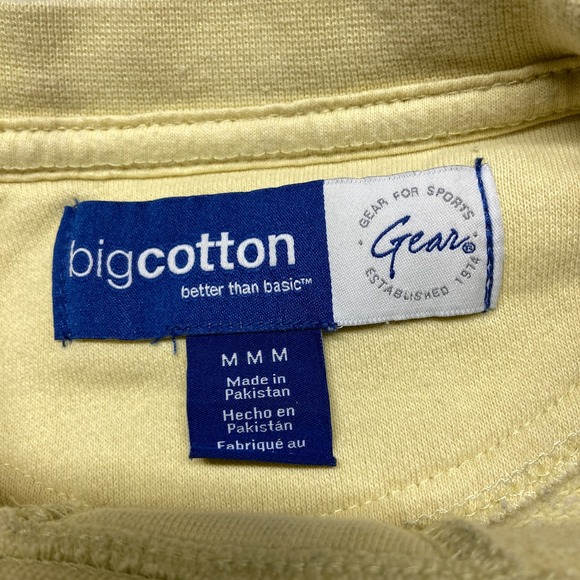 bigcotton
better than basic™
GEAR FOR SPORTS
Gear®
ESTABLISHED 1974
M M M
Made in
Pakistan
Hecho en
Pakistán
Fabriqué au